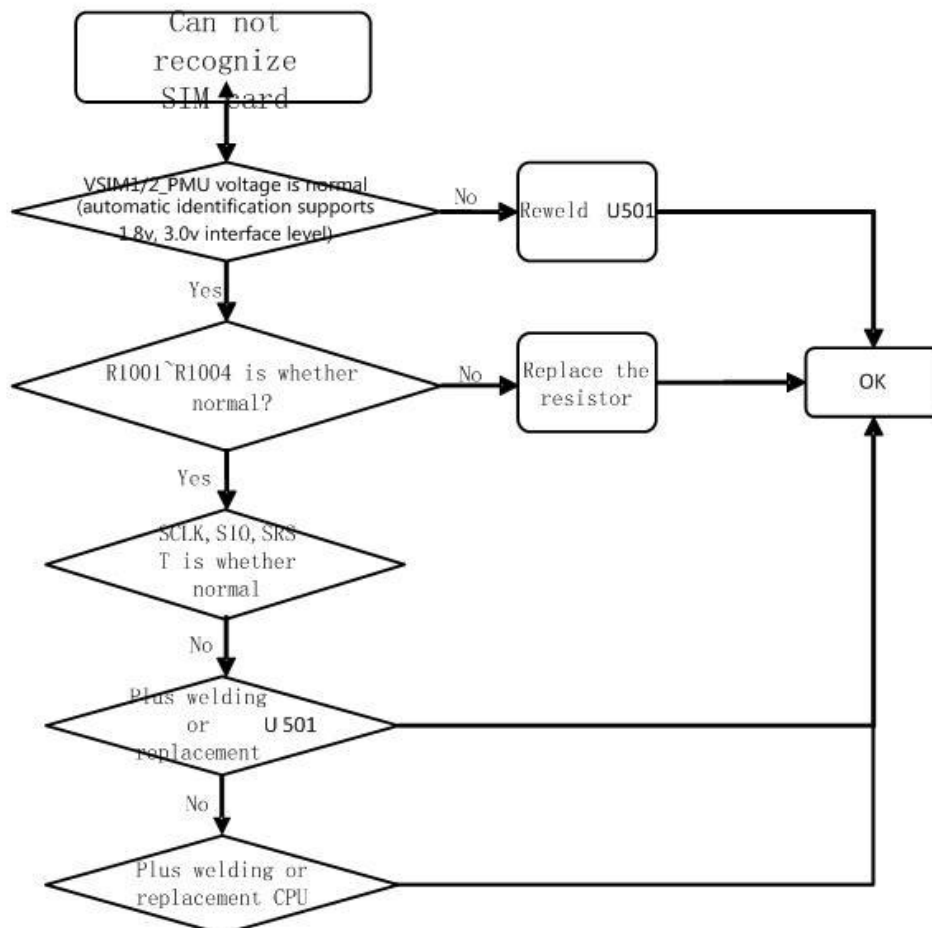 Can not
recognize
SIM card
VSIM1/2_PMU voltage is normal
(automatic identification supports
1.8v, 3.0v interface level)
No
Reweld U501
Yes
R1001~R1004 is whether
normal?
No
Replace the
resistor
OK
Yes
SCLK, SIO, SRS
T is whether
normal
No
Plus welding
or U501
replacement
No
Plus welding or
replacement CPU